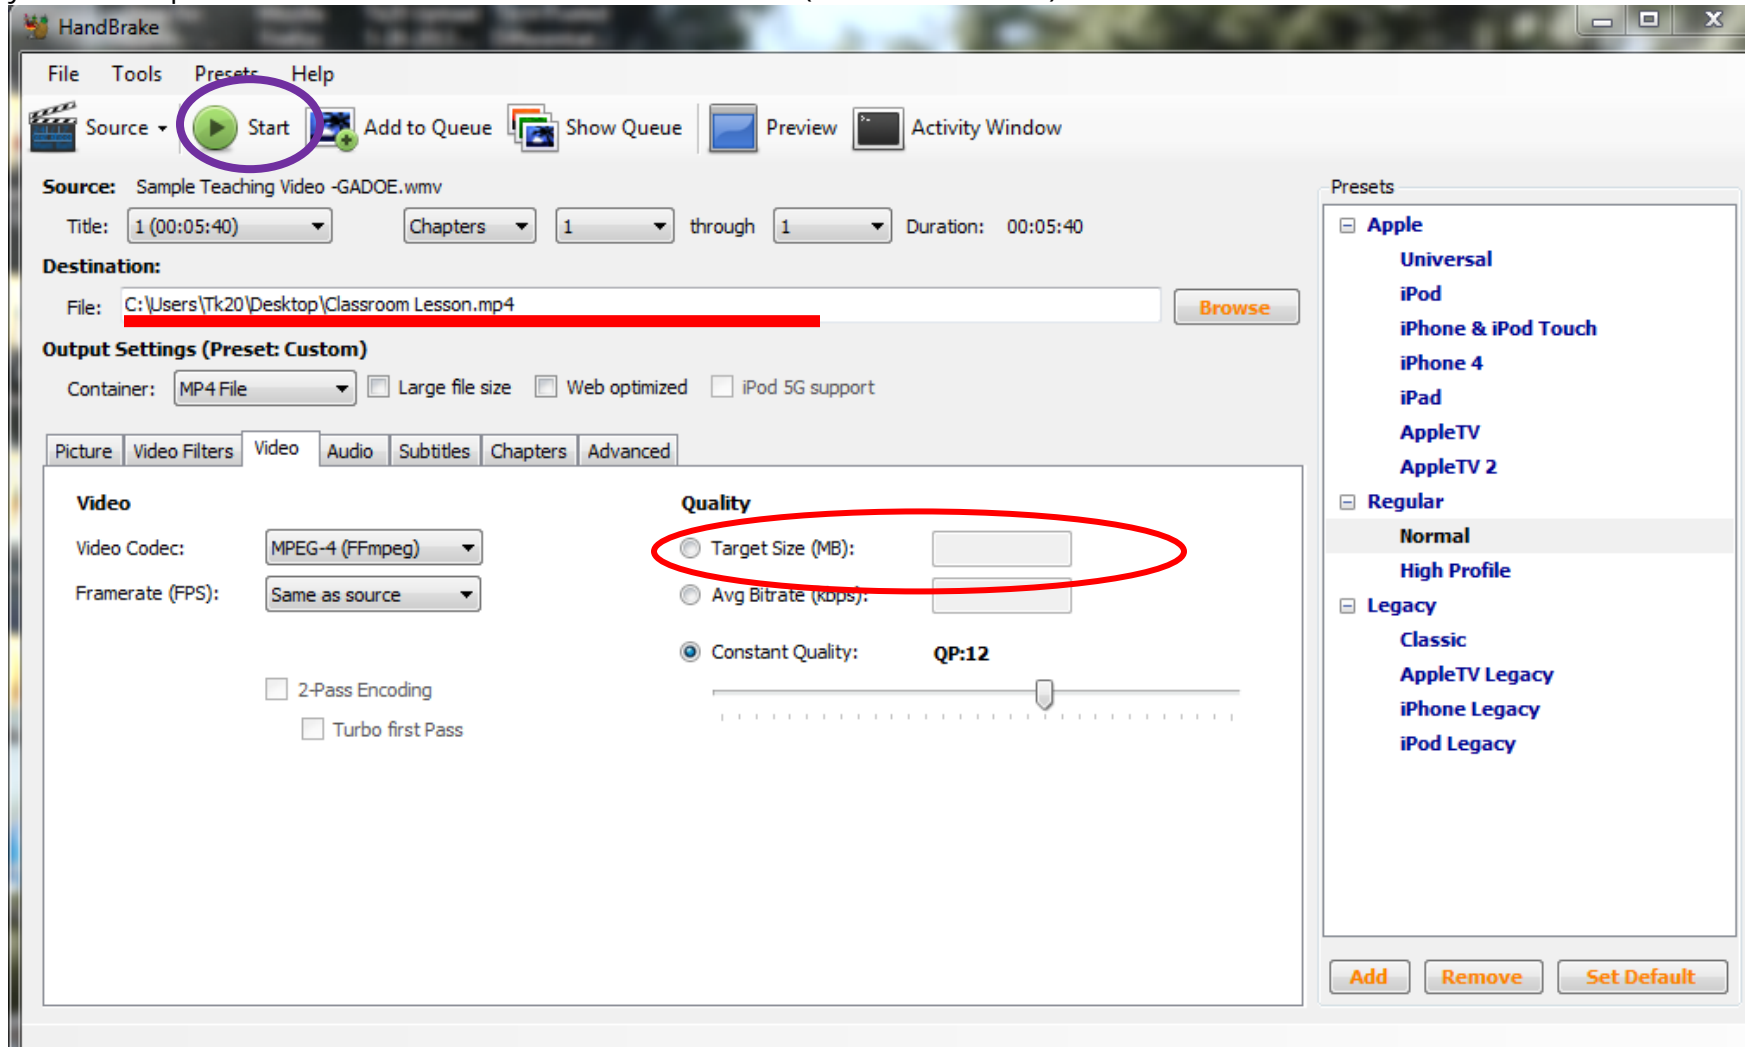 HandBrake
File Tools Presets Help
Source Start Add to Queue Show Queue Preview Activity Window
Source: Sample Teaching Video -GADOE.wmv
Title: 1 (00:05:40) Chapters 1 through 1 Duration: 00:05:40
Destination:
File: C:\Users\Tk20\Desktop\Classroom Lesson.mp4 Browse
Output Settings (Preset: Custom)
Container: MP4 File Large file size Web optimized iPod 5G support
Picture Video Filters Video Audio Subtitles Chapters Advanced
Video
Video Codec: MPEG-4 (FFmpeg)
Framerate (FPS): Same as source
2-Pass Encoding
Turbo first Pass
Quality
Target Size (MB):
Avg Bitrate (kbps):
Constant Quality: QP:12
Presets
Apple
Universal
iPod
iPhone & iPod Touch
iPhone 4
iPad
AppleTV
AppleTV 2
Regular
Normal
High Profile
Legacy
Classic
AppleTV Legacy
iPhone Legacy
iPod Legacy
Add Remove Set Default